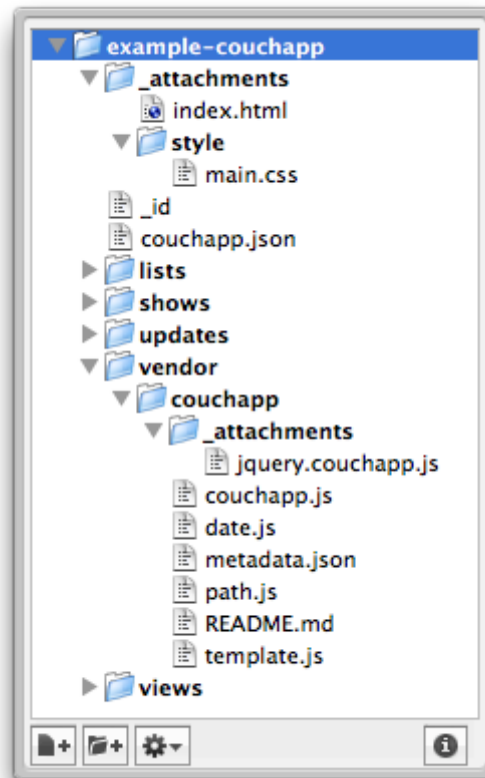 example-couchapp
_attachments
index.html
style
main.css
_id
couchapp.json
lists
shows
updates
vendor
couchapp
_attachments
jquery.couchapp.js
couchapp.js
date.js
metadata.json
path.js
README.md
template.js
views